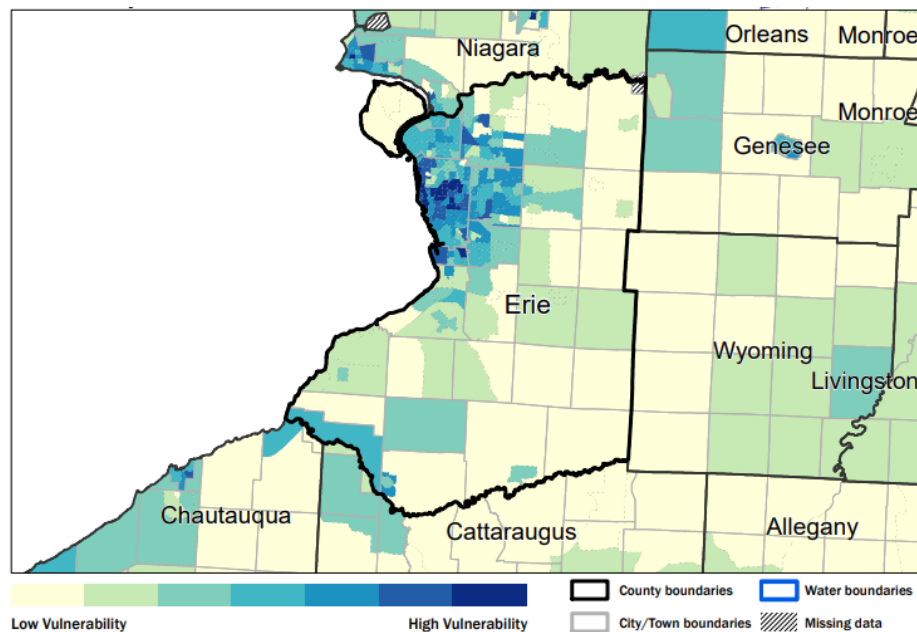 Niagara
Orleans
Monroe
Monroe
Genesee
Erie
Wyoming
Livingston
Chautauqua
Cattaraugus
Allegany
Low Vulnerability
High Vulnerability
County boundaries
Water boundaries
City/Town boundaries
Missing data